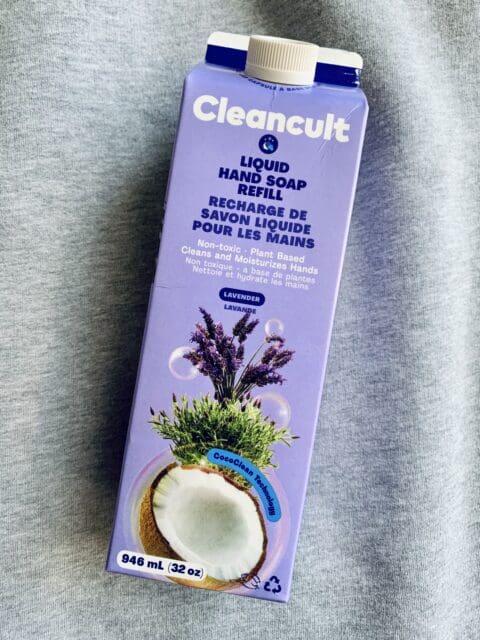 Cleancult
LIQUID
HAND SOAP
REFILL
RECHARGE DE
SAVON LIQUIDE
POUR LES MAINS
Non-toxic · Plant Based
Cleans and Moisturizes Hands
Non toxique - a base de plantes
Nettoie et hydrate les mains
LAVENDER
LAVANDE
CocoClean Technology
946 mL (32 oz)